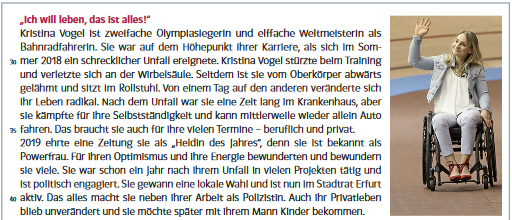 „Ich will leben, das ist alles!“
Kristina Vogel ist zweifache Olympiasiegerin und elffache Weltmeisterin als
Bahnradfahrerin. Sie war auf dem Höhepunkt ihrer Karriere, als sich im Som-
30 mer 2018 ein schrecklicher Unfall ereignete. Kristina Vogel stürzte beim Training
und verletzte sich an der Wirbelsäule. Seitdem ist sie vom Oberkörper abwärts
gelähmt und sitzt im Rollstuhl. Von einem Tag auf den anderen veränderte sich
ihr Leben radikal. Nach dem Unfall war sie eine Zeit lang im Krankenhaus, aber
sie kämpfte für ihre Selbstständigkeit und kann mittlerweile wieder allein Auto
35 fahren. Das braucht sie auch für ihre vielen Termine – beruflich und privat.
2019 ehrte eine Zeitung sie als „Heldin des Jahres“, denn sie ist bekannt als
Powerfrau. Für ihren Optimismus und ihre Energie bewunderten und bewundern
sie viele. Sie war schon ein Jahr nach ihrem Unfall in vielen Projekten tätig und
ist politisch engagiert. Sie gewann eine lokale Wahl und ist nun im Stadtrat Erfurt
40 aktiv. Das alles macht sie neben ihrer Arbeit als Polizistin. Auch ihr Privatleben
blieb unverändert und sie möchte später mit ihrem Mann Kinder bekommen.